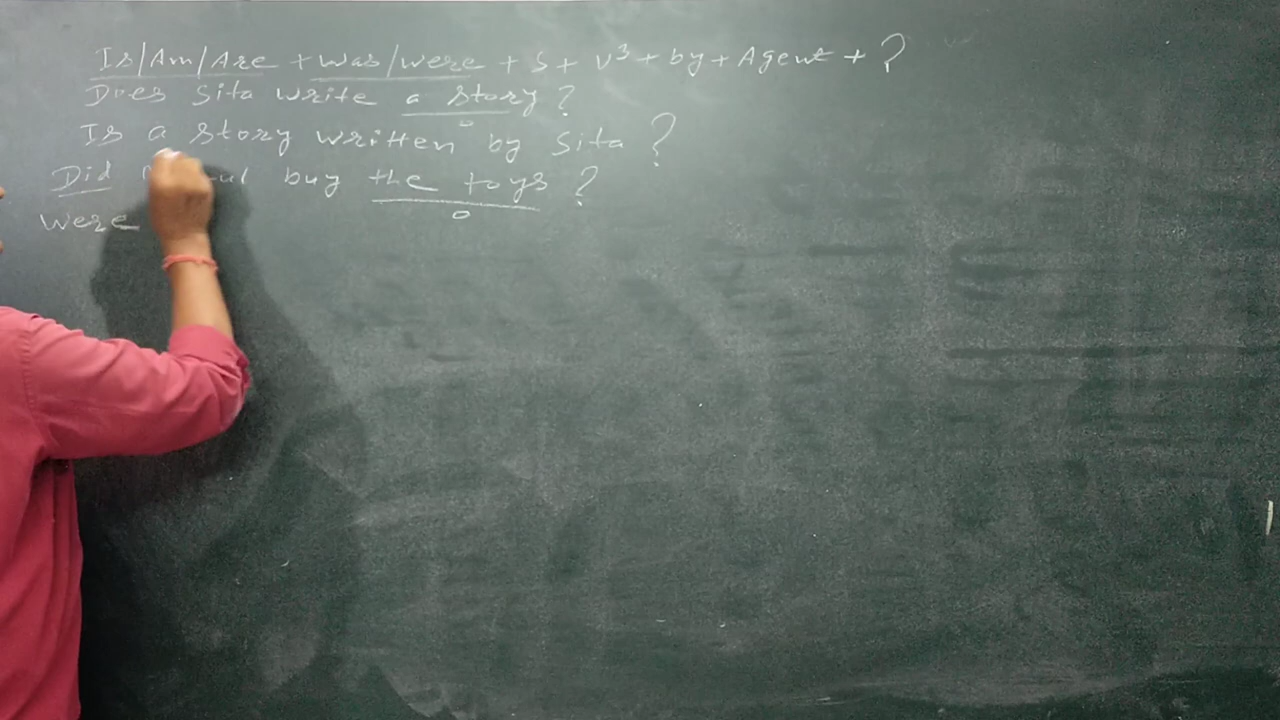 Is/Am/Are + was/were + S + V³ + by + Agent + ?
Does Sita write a story ?
o
Is a story written by Sita ?
Did buy the toys ?
o
were